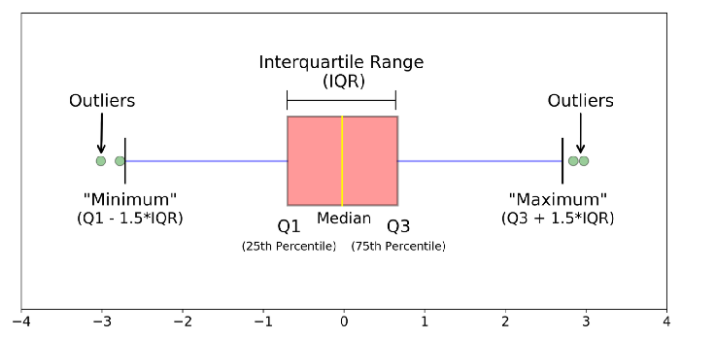 Interquartile Range
(IQR)
Outliers
Outliers
"Minimum"
(Q1 - 1.5*IQR)
"Maximum"
(Q3 + 1.5*IQR)
Q1
Median
Q3
(25th Percentile)
(75th Percentile)
−4
−3
−2
−1
0
1
2
3
4